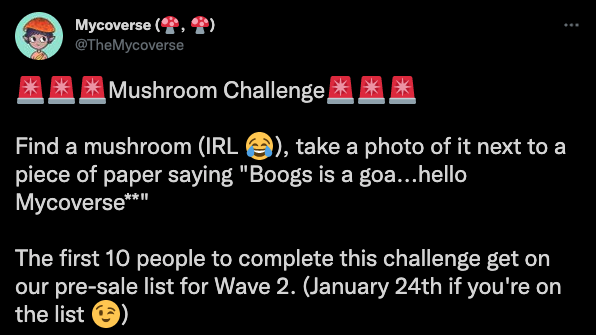 Mycoverse (🍄, 🍄)
@TheMycoverse
🚨🚨🚨Mushroom Challenge🚨🚨🚨
Find a mushroom (IRL 😂), take a photo of it next to a
piece of paper saying "Boogs is a goa...hello
Mycoverse**"
The first 10 people to complete this challenge get on
our pre-sale list for Wave 2. (January 24th if you're on
the list 😉)